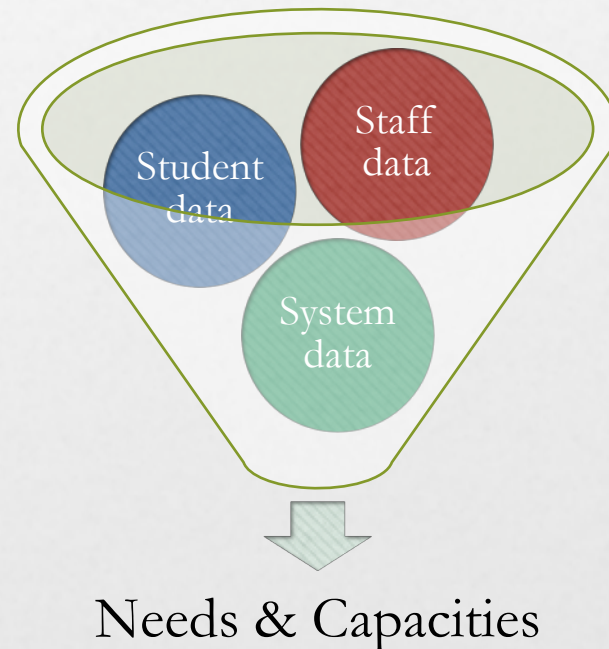 Staff
data
Student
data
System
data
Needs & Capacities